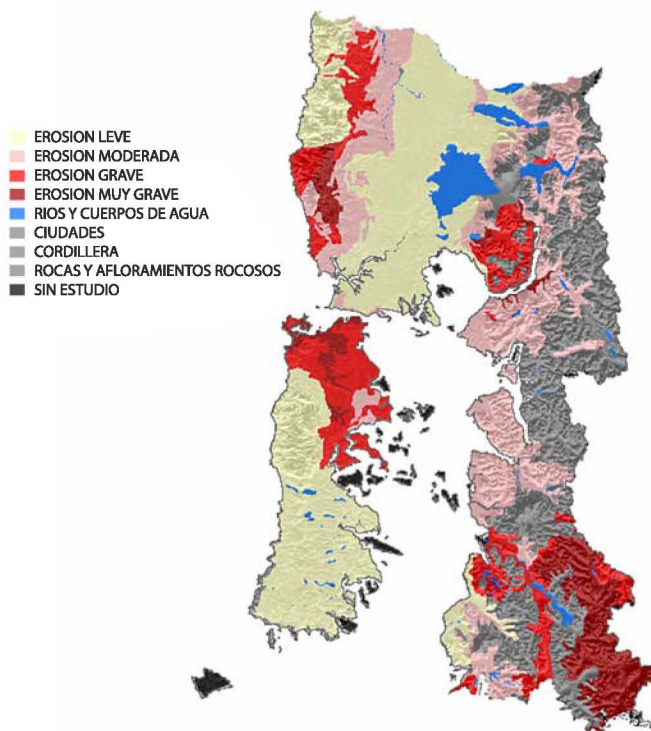 EROSION LEVE
EROSION MODERADA
EROSION GRAVE
EROSION MUY GRAVE
RIOS Y CUERPOS DE AGUA
CIUDADES
CORDILLERA
ROCAS Y AFLORAMIENTOS ROCOSOS
SIN ESTUDIO